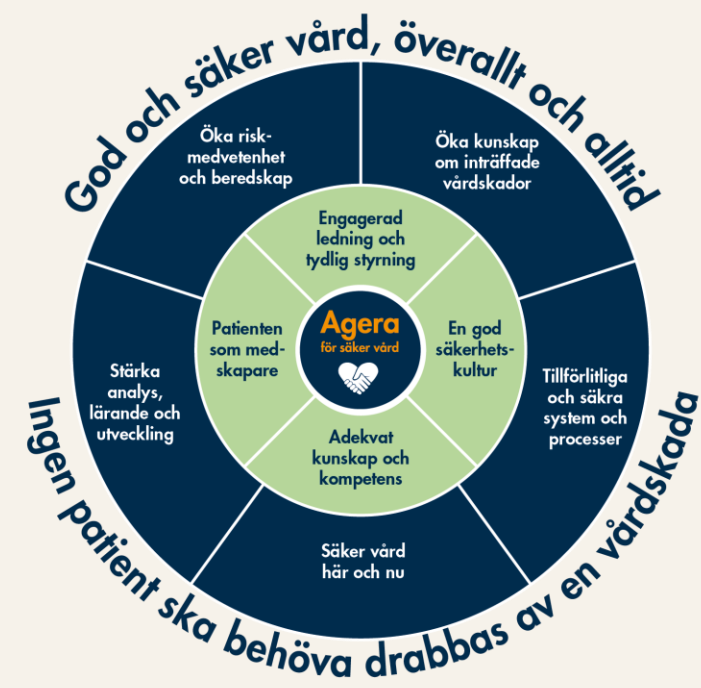 God och säker vård, överallt och alltid
Öka risk-
medvetenhet
och beredskap
Öka kunskap
om inträffade
vårdskador
Engagerad
ledning och
tydlig styrning
Patienten
som med-
skapare
Agera
för säker vård
En god
säkerhets-
kultur
Stärka
analys,
lärande och
utveckling
Tillförlitliga
och säkra
system och
processer
Adekvat
kunskap och
kompetens
Säker vård
här och nu
Ingen patient ska behöva drabbas av en vårdskada